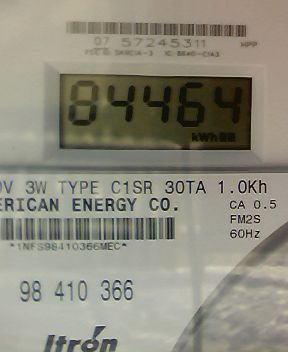 07 57245311 HPP
84464
kWh
V 3W TYPE C1SR 30TA 1.0Kh
ERICAN ENERGY CO. CA 0.5
FM2S
*1NFS98410366MEC* 60Hz
98 410 366
Itron